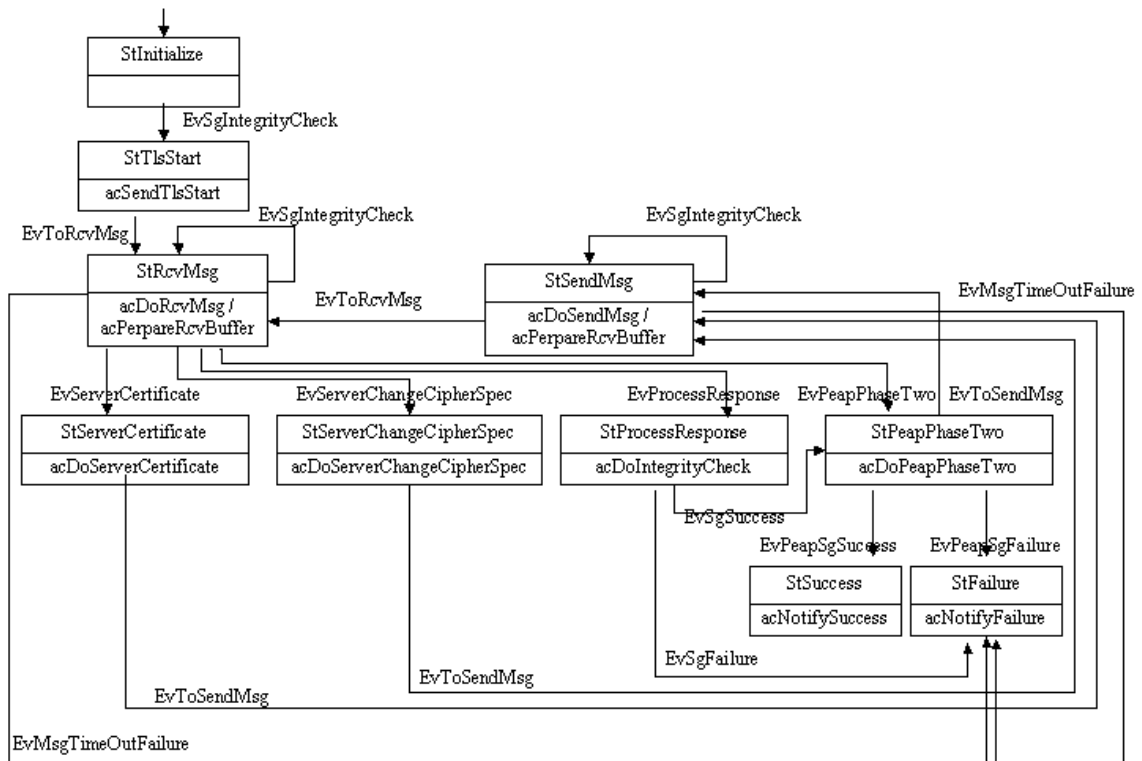 StInitialize
EvSgIntegrityCheck
StTlsStart
acSendTlsStart
EvToRcvMsg
EvSgIntegrityCheck
EvSgIntegrityCheck
StRcvMsg
acDoRcvMsg /
acPerpareRcvBuffer
EvToRcvMsg
StSendMsg
acDoSendMsg /
acPerpareRcvBuffer
EvMsgTimeOutFailure
EvServerCertificate
EvServerChangeCipherSpec
EvProcessResponse
EvPeapPhaseTwo
EvToSendMsg
StServerCertificate
acDoServerCertificate
StServerChangeCipherSpec
acDoServerChangeCipherSpec
StProcessResponse
acDoIntegrityCheck
StPeapPhaseTwo
acDoPeapPhaseTwo
EvSgSuccess
EvPeapSgSuccess
EvPeapSgFailure
StSuccess
acNotifySuccess
StFailure
acNotifyFailure
EvSgFailure
EvToSendMsg
EvToSendMsg
EvMsgTimeOutFailure